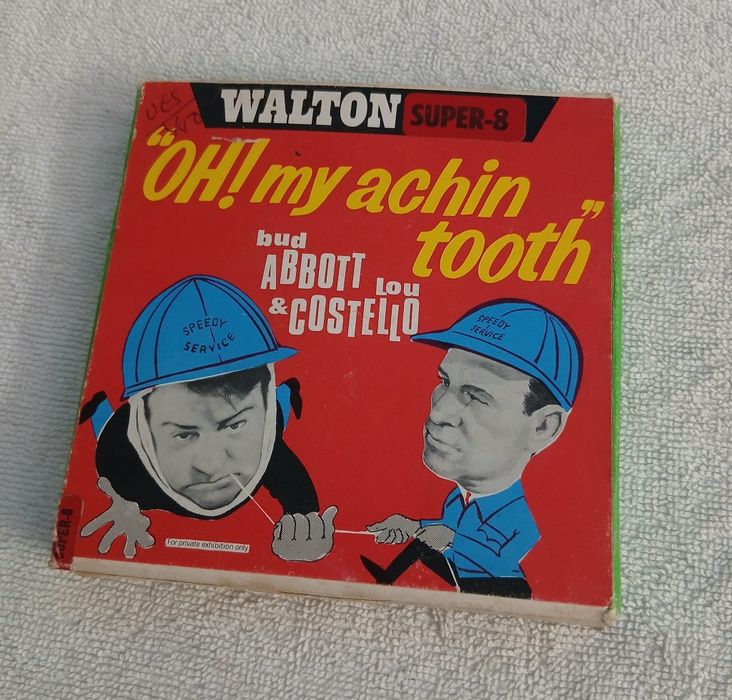 WALTON SUPER-8
"OH! my achin
tooth"
bud
ABBOTT lou
& COSTELLO
SPEEDY
SERVICE
SPEEDY
SERVICE
For private exhibition only
SUPER-8